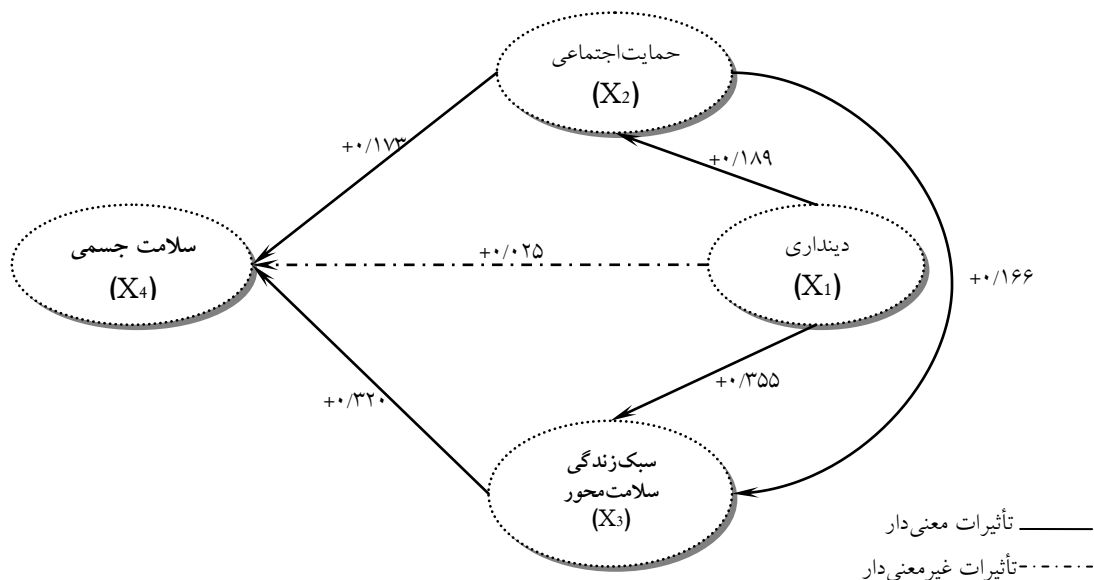 حمایت‌اجتماعی
(X2)
+۰/۱۷۳
+۰/۱۸۹
سلامت جسمی
(X4)
+۰/۰۲۵
دینداری
(X1)
+۰/۱۶۶
+۰/۳۲۰
+۰/۳۵۵
سبک‌زندگی
سلامت‌محور
(X3)
تأثیرات معنی‌دار
تأثیرات غیرمعنی‌دار